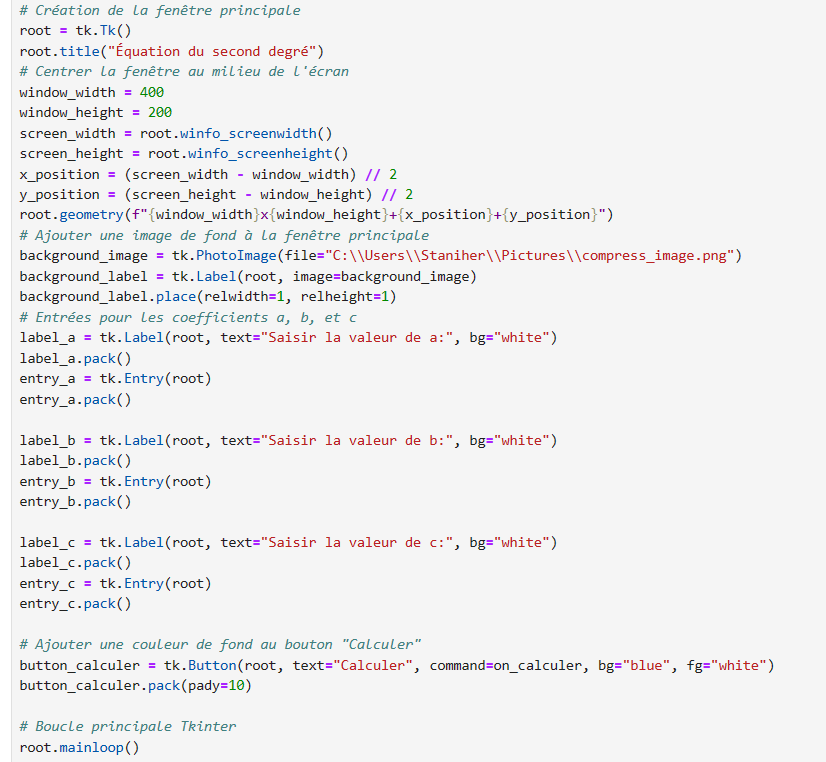 # Création de la fenêtre principale
root = tk.Tk()
root.title("Équation du second degré")
# Centrer la fenêtre au milieu de l'écran
window_width = 400
window_height = 200
screen_width = root.winfo_screenwidth()
screen_height = root.winfo_screenheight()
x_position = (screen_width - window_width) // 2
y_position = (screen_height - window_height) // 2
root.geometry(f"{window_width}x{window_height}+{x_position}+{y_position}")
# Ajouter une image de fond à la fenêtre principale
background_image = tk.PhotoImage(file="C:\\Users\\Staniher\\Pictures\\compress_image.png")
background_label = tk.Label(root, image=background_image)
background_label.place(relwidth=1, relheight=1)
# Entrées pour les coefficients a, b, et c
label_a = tk.Label(root, text="Saisir la valeur de a:", bg="white")
label_a.pack()
entry_a = tk.Entry(root)
entry_a.pack()

label_b = tk.Label(root, text="Saisir la valeur de b:", bg="white")
label_b.pack()
entry_b = tk.Entry(root)
entry_b.pack()

label_c = tk.Label(root, text="Saisir la valeur de c:", bg="white")
label_c.pack()
entry_c = tk.Entry(root)
entry_c.pack()

# Ajouter une couleur de fond au bouton "Calculer"
button_calculer = tk.Button(root, text="Calculer", command=on_calculer, bg="blue", fg="white")
button_calculer.pack(pady=10)

# Boucle principale Tkinter
root.mainloop()